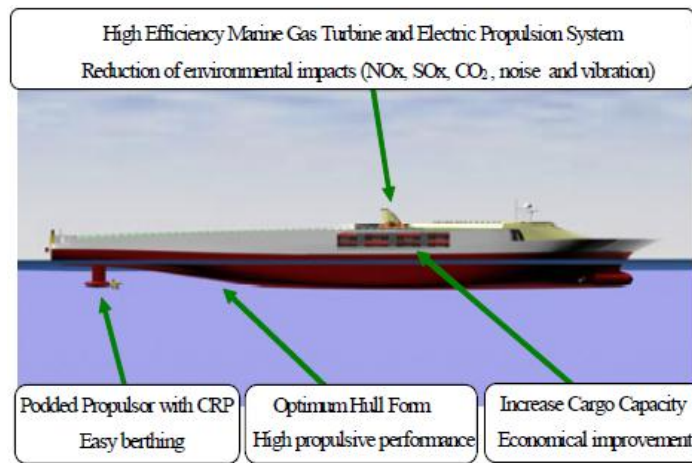 High Efficiency Marine Gas Turbine and Electric Propulsion System
Reduction of environmental impacts (NOx, SOx, CO₂, noise and vibration)
Podded Propulsor with CRP
Easy berthing
Optimum Hull Form
High propulsive performance
Increase Cargo Capacity
Economical improvement